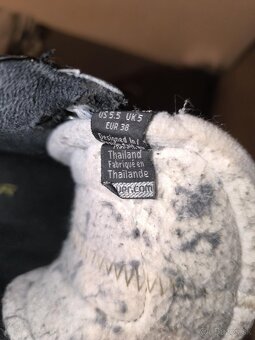 US 5.5 UK 5
EUR 38
Designed in /
Thailand
Fabriqué en
Thailande